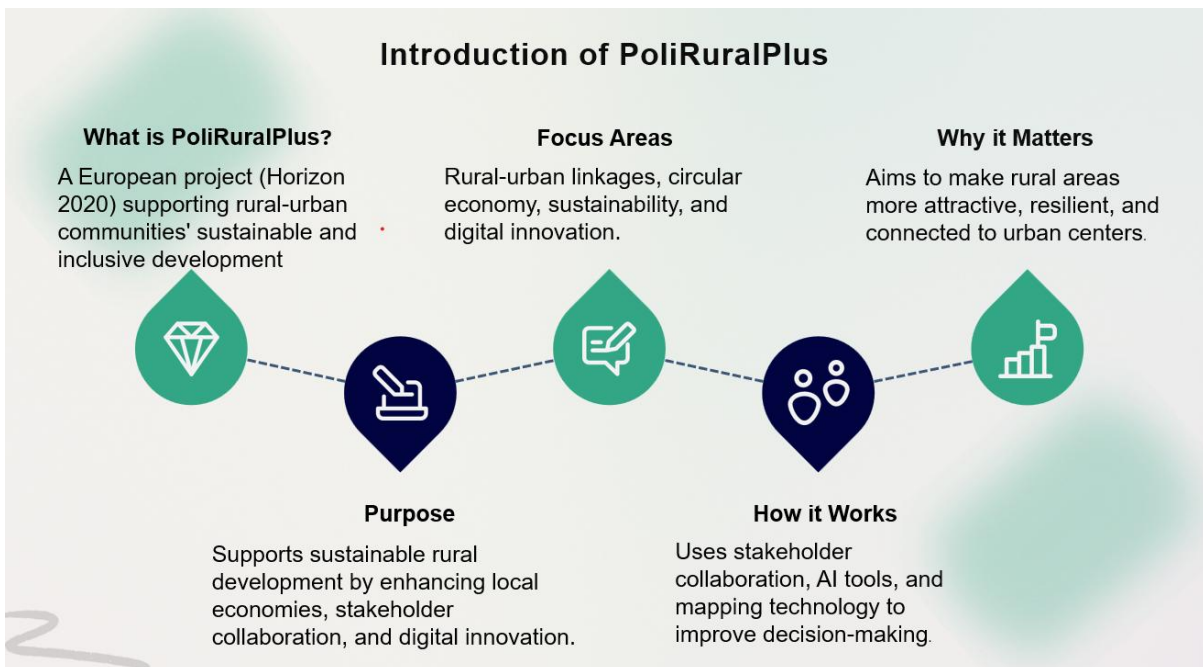 Introduction of PoliRuralPlus
What is PoliRuralPlus?
A European project (Horizon
2020) supporting rural-urban
communities' sustainable and
inclusive development
Purpose
Supports sustainable rural
development by enhancing local
economies, stakeholder
collaboration, and digital innovation.
Focus Areas
Rural-urban linkages, circular
economy, sustainability, and
digital innovation.
How it Works
Uses stakeholder
collaboration, AI tools, and
mapping technology to
improve decision-making.
Why it Matters
Aims to make rural areas
more attractive, resilient, and
connected to urban centers.